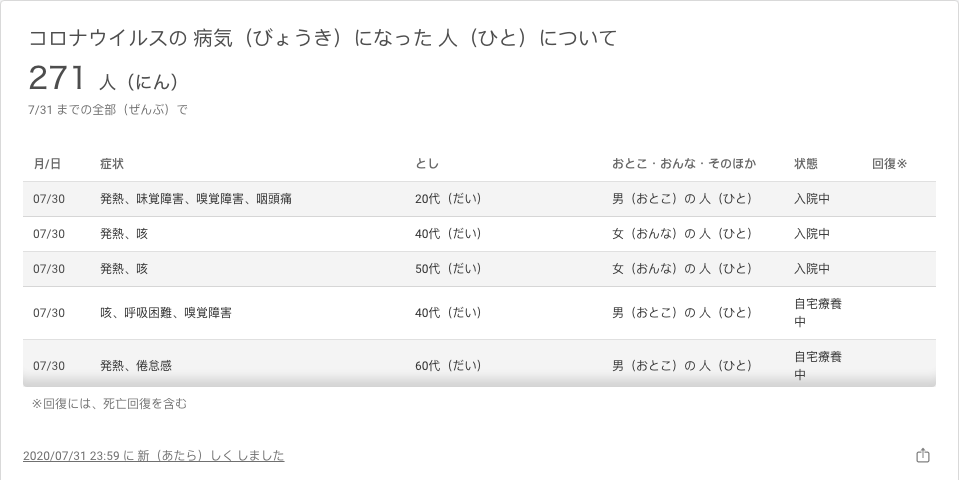 コロナウイルスの 病気（びょうき）になった 人（ひと）について
271 人（にん）
7/31 までの全部（ぜんぶ）で
月/日 症状 とし おとこ・おんな・そのほか 状態 回復※
07/30 発熱、味覚障害、嗅覚障害、咽頭痛 20代（だい） 男（おとこ）の 人（ひと） 入院中
07/30 発熱、咳 40代（だい） 女（おんな）の 人（ひと） 入院中
07/30 発熱、咳 50代（だい） 女（おんな）の 人（ひと） 入院中
07/30 咳、呼吸困難、嗅覚障害 40代（だい） 男（おとこ）の 人（ひと） 自宅療養
中
07/30 発熱、倦怠感 60代（だい） 男（おとこ）の 人（ひと） 自宅療養
中
※回復には、死亡回復を含む
2020/07/31 23:59 に 新（あたら）しく しました